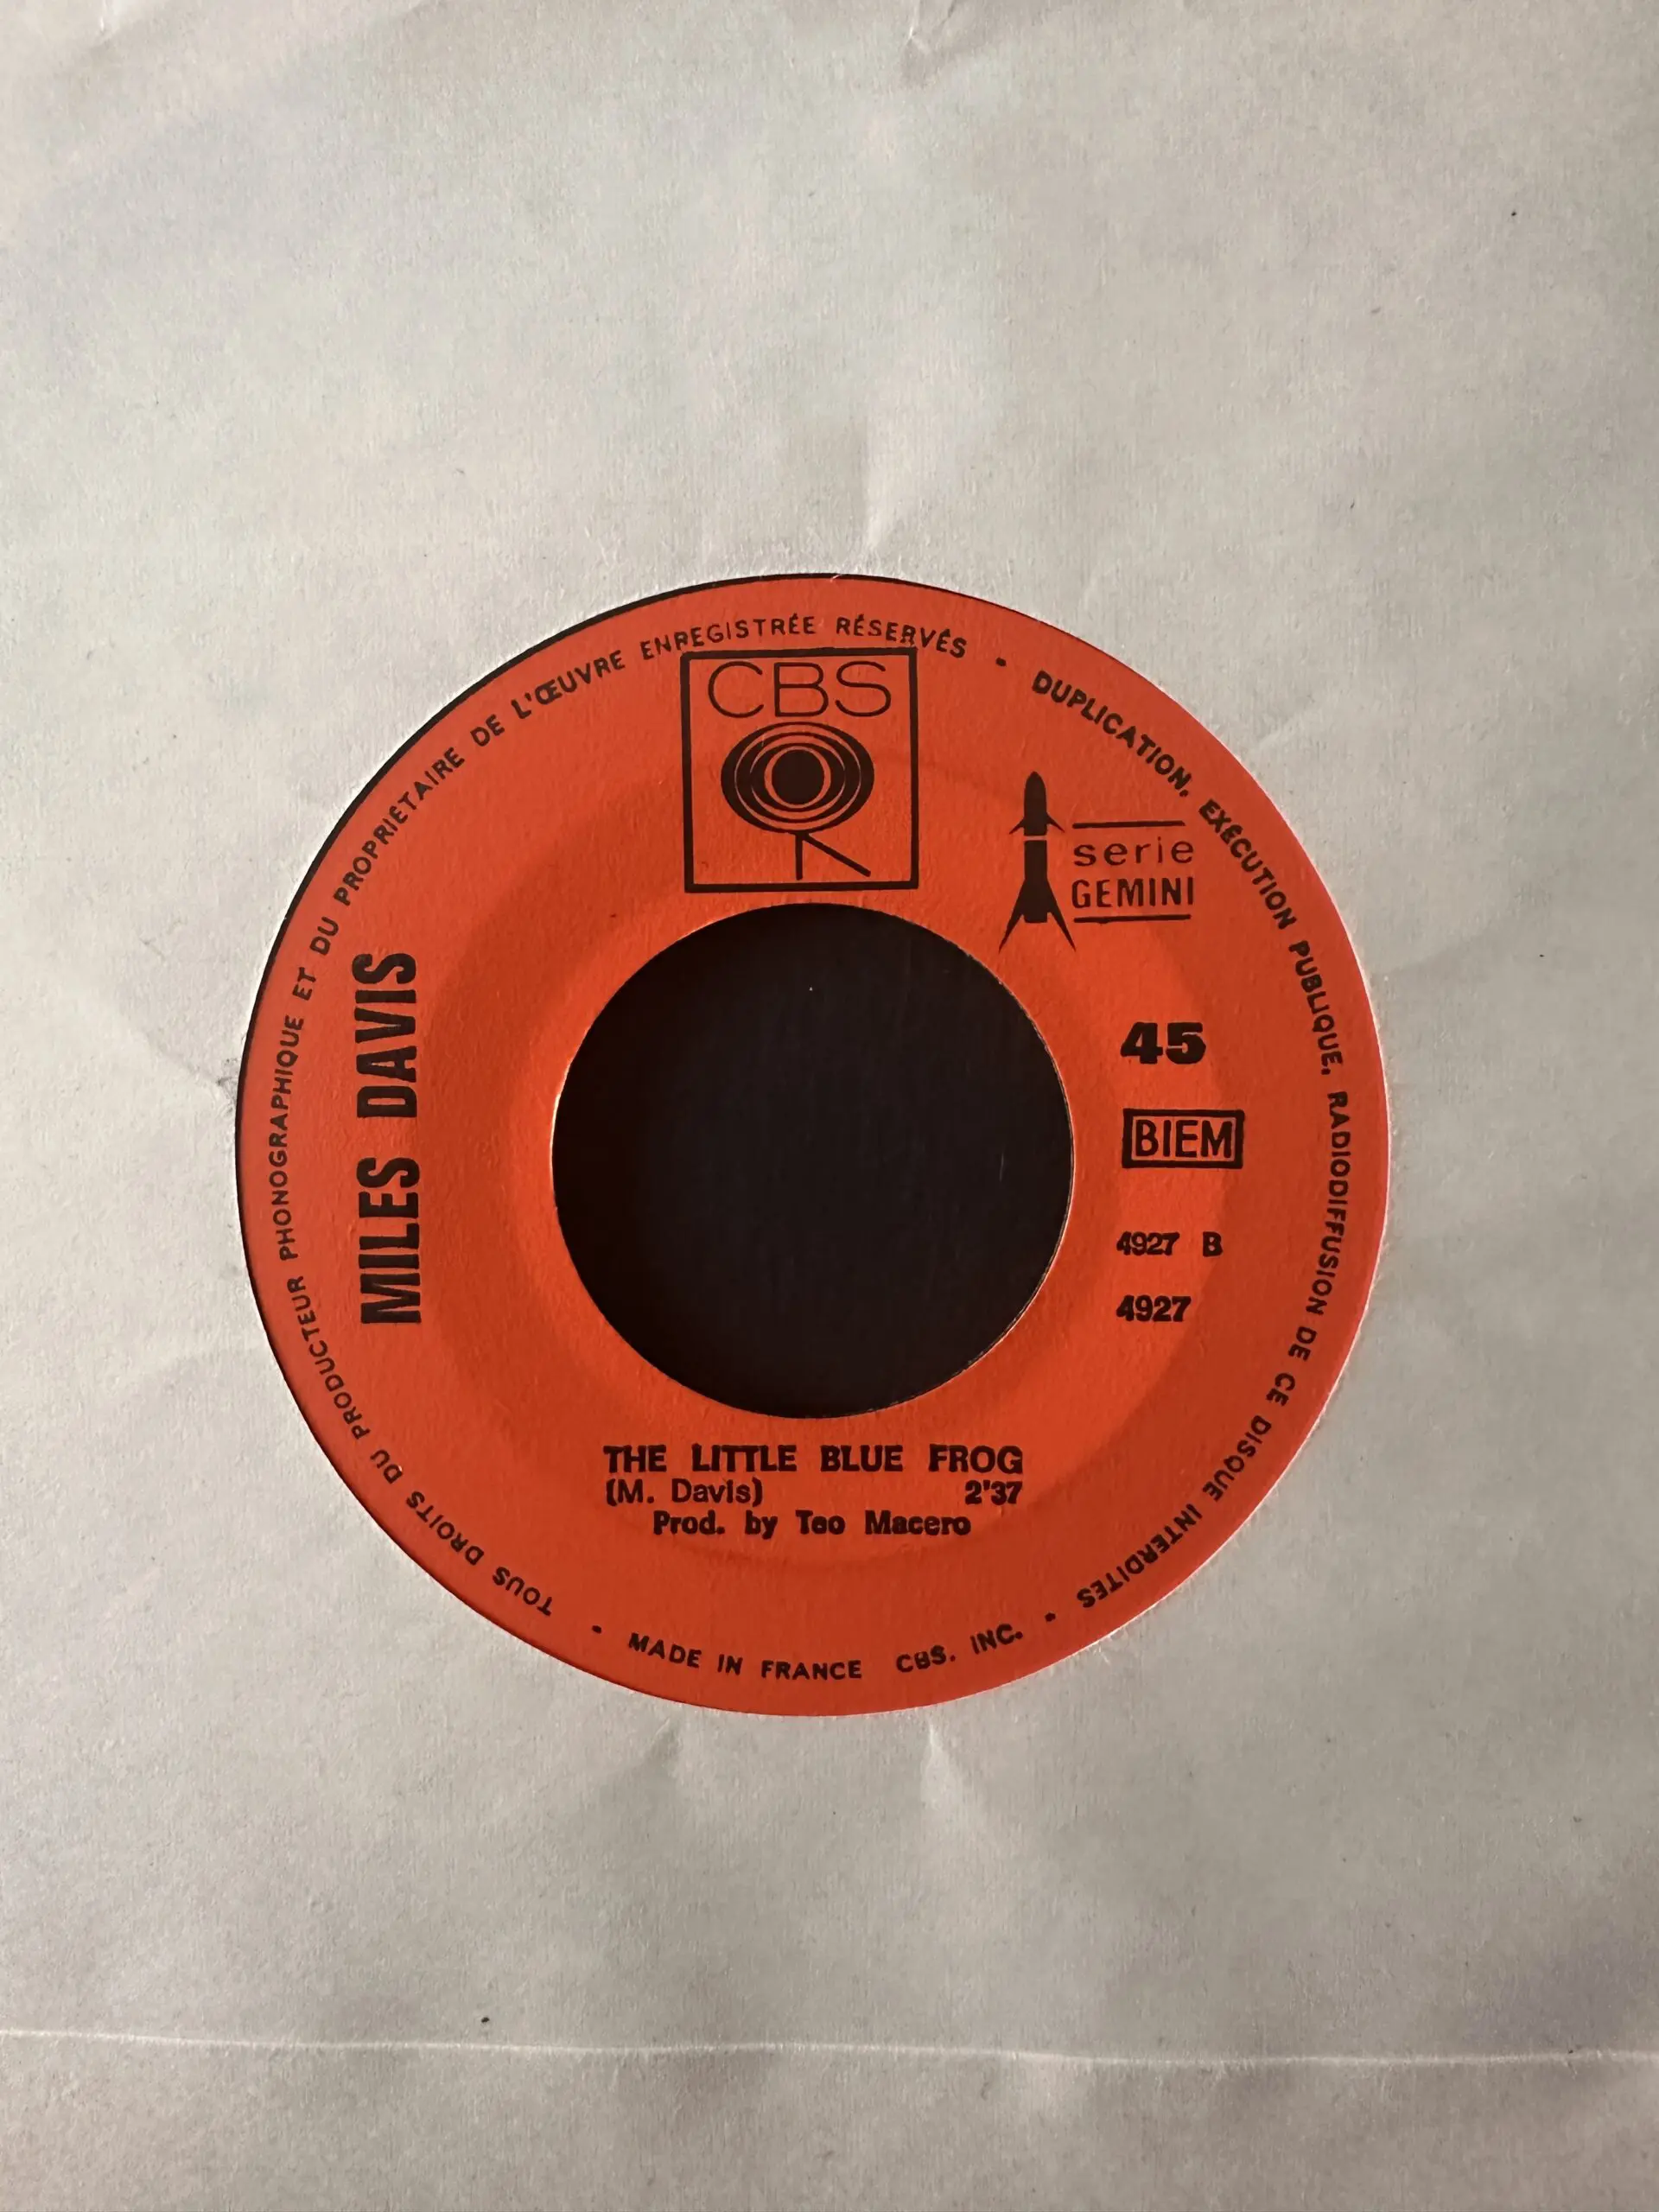 TOUS DROITS DU PRODUCTEUR PHONOGRAPHIQUE ET DU PROPRIETAIRE DE L'ŒUVRE ENREGISTRÉE RÉSERVÉS - DUPLICATION, EXÉCUTION PUBLIQUE, RADIODIFFUSION DE CE DISQUE INTERDITES -
CBS
serie
GEMINI
MILES DAVIS
45
BIEM
4927 B
4927
THE LITTLE BLUE FROG
(M. Davis) 2'37
Prod. by Teo Macero
MADE IN FRANCE CBS. INC. -